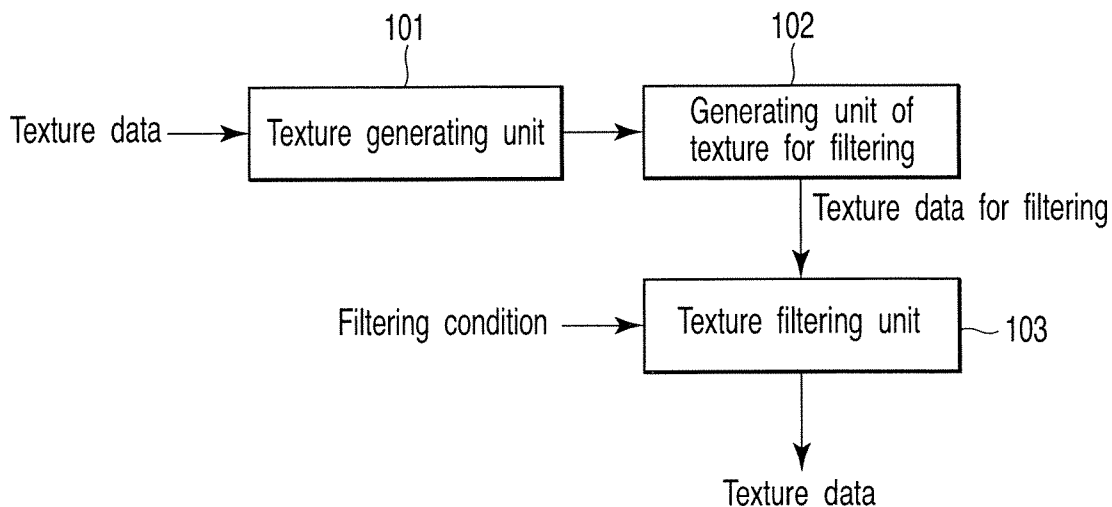 101
102
Texture data
Texture generating unit
Generating unit of
texture for filtering
Texture data for filtering
Filtering condition
Texture filtering unit
103
Texture data